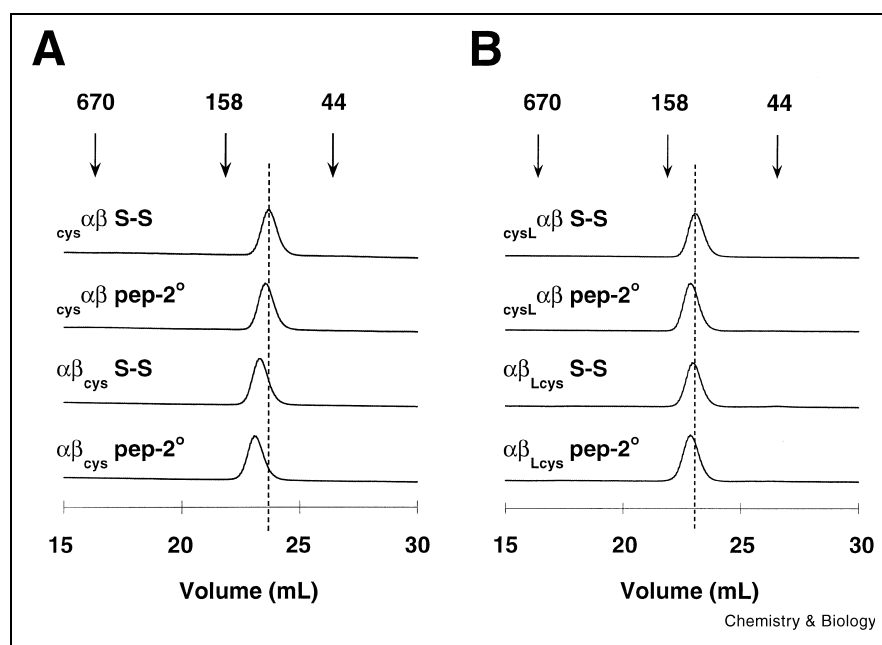 A
670 158 44
cysαβ S-S
cysαβ pep-2°
αβcys S-S
αβcys pep-2°
15 20 25 30
Volume (mL)
B
670 158 44
cysLαβ S-S
cysLαβ pep-2°
αβLcys S-S
αβLcys pep-2°
15 20 25 30
Volume (mL)
Chemistry & Biology